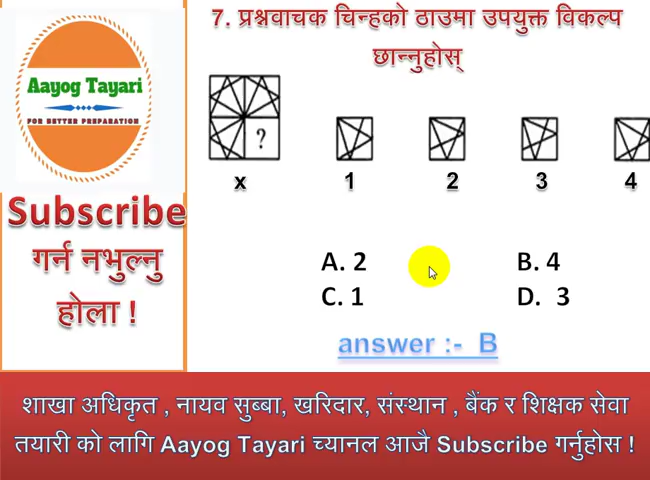 7. प्रश्नवाचक चिन्हको ठाउमा उपयुक्त विकल्प
छान्नुहोस्
Aayog Tayari
FOR BETTER PREPARATION
?
x 1 2 3 4
Subscribe
गर्न नभुल्नु
होला !
A. 2 B. 4
C. 1 D. 3
answer :- B
शाखा अधिकृत , नायव सुब्बा, खरिदार, संस्थान , बैंक र शिक्षक सेवा
तयारी को लागि Aayog Tayari च्यानल आजै Subscribe गर्नुहोस !